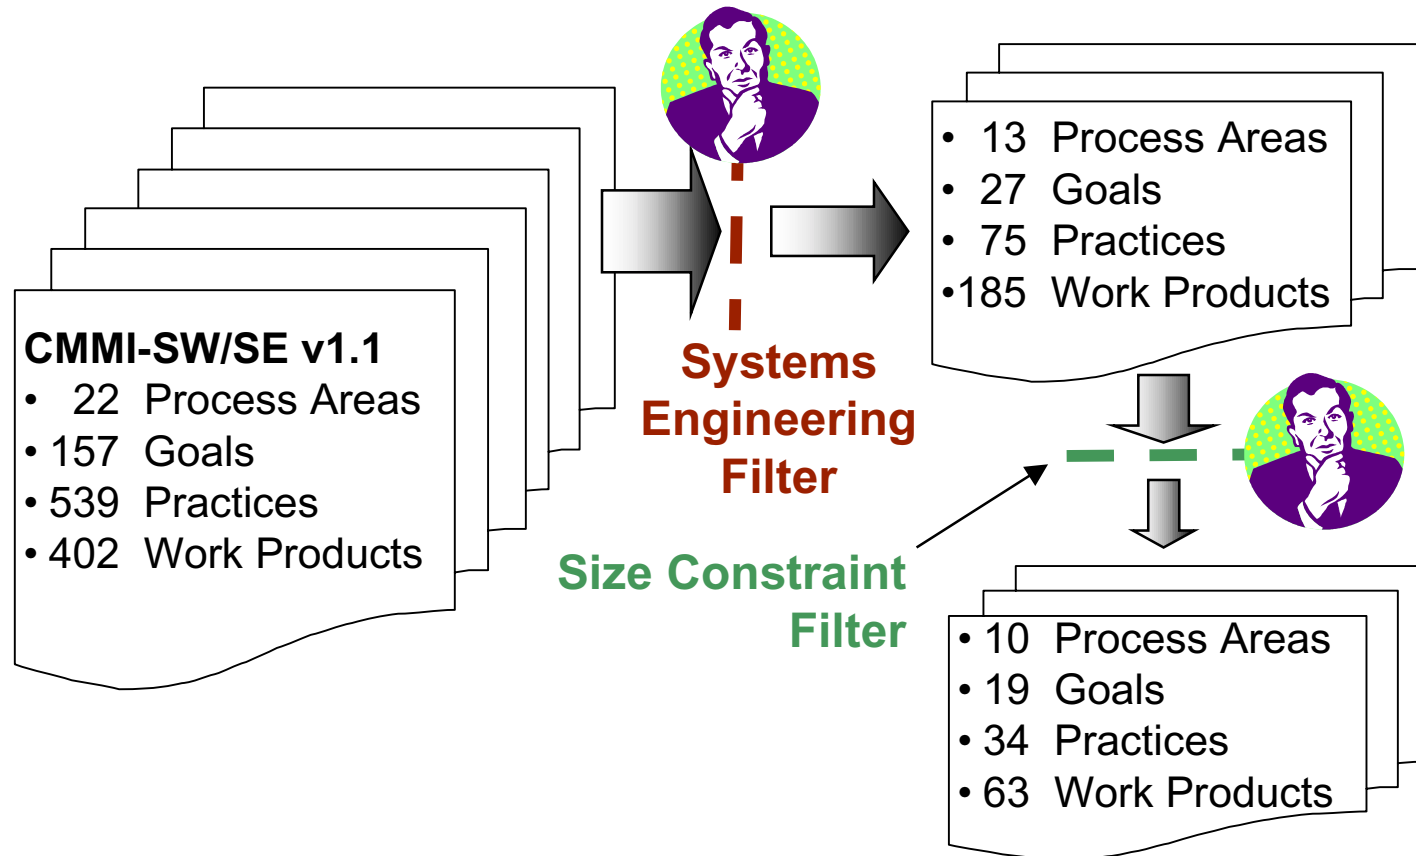 CMMI-SW/SE v1.1
• 22 Process Areas
• 157 Goals
• 539 Practices
• 402 Work Products
Systems
Engineering
Filter
• 13 Process Areas
• 27 Goals
• 75 Practices
•185 Work Products
Size Constraint
Filter
• 10 Process Areas
• 19 Goals
• 34 Practices
• 63 Work Products